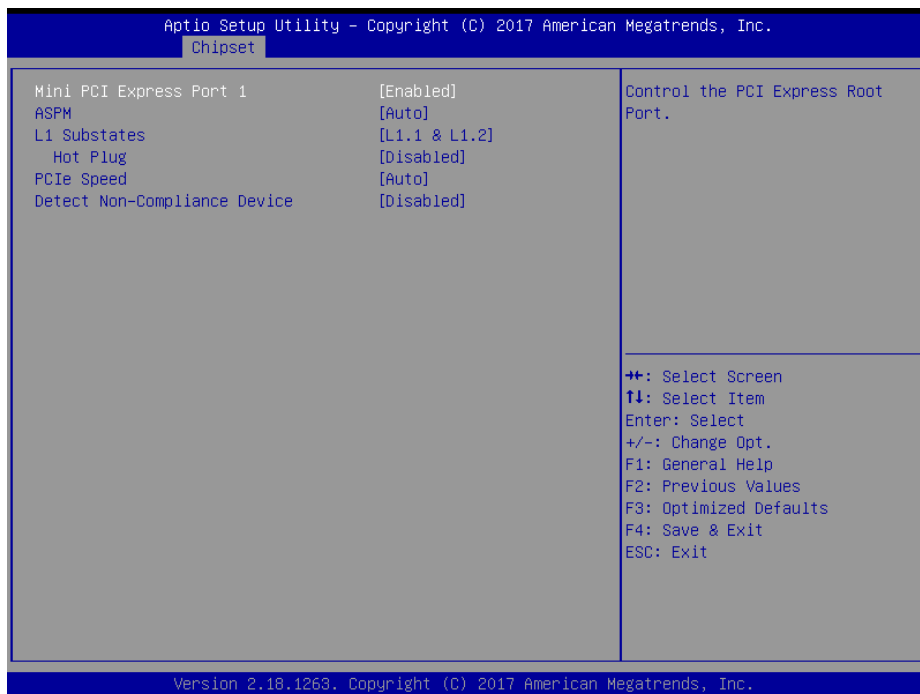 Aptio Setup Utility – Copyright (C) 2017 American Megatrends, Inc.
Chipset
Mini PCI Express Port 1 [Enabled]
ASPM [Auto]
L1 Substates [L1.1 & L1.2]
Hot Plug [Disabled]
PCIe Speed [Auto]
Detect Non-Compliance Device [Disabled]
Control the PCI Express Root
Port.
→←: Select Screen
↑↓: Select Item
Enter: Select
+/-: Change Opt.
F1: General Help
F2: Previous Values
F3: Optimized Defaults
F4: Save & Exit
ESC: Exit
Version 2.18.1263. Copyright (C) 2017 American Megatrends, Inc.